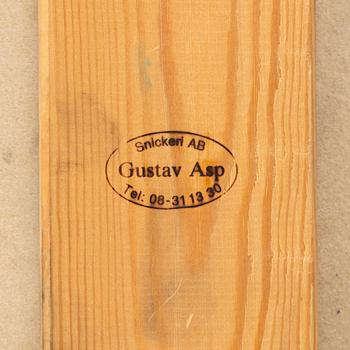 Snickeri AB
Gustav Asp
Tel: 08-31 13 30